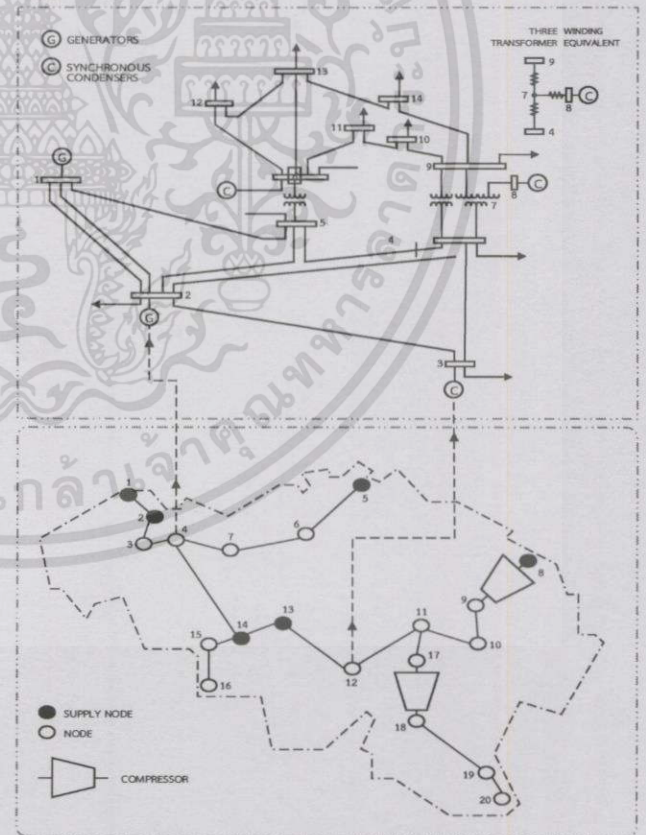 G GENERATORS
C SYNCHRONOUS
CONDENSERS
THREE WINDING
TRANSFORMER EQUIVALENT
9
7
8
C
4
13
12
14
11
10
G
1
9
C
8
C
7
5
4
2
G
3
C
1
2
3
4
5
6
7
8
9
10
11
12
13
14
15
16
17
18
19
20
SUPPLY NODE
NODE
COMPRESSOR